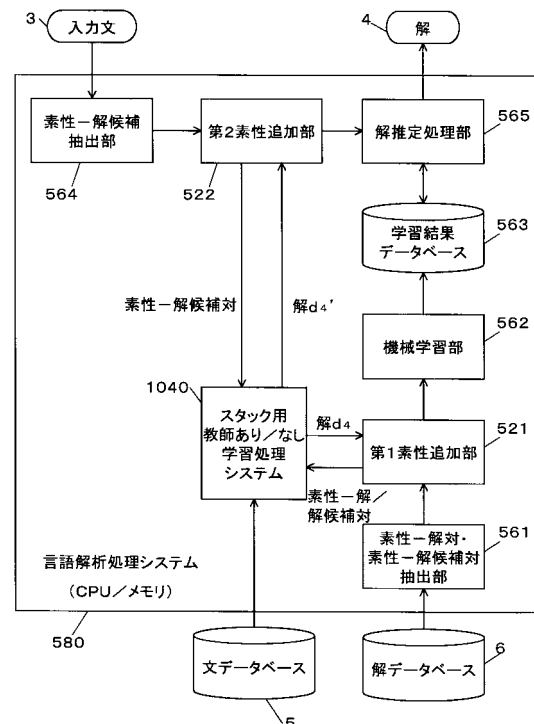 3
入力文
4
解
素性－解候補
抽出部
564
第2素性追加部
522
解推定処理部
565
学習結果
データベース
563
素性－解候補対
解d4'
機械学習部
562
1040
スタック用
教師あり／なし
学習処理
システム
解d4
第1素性追加部
521
素性－解／
解候補対
素性－解対・
素性－解候補対
抽出部
561
言語解析処理システム
（CPU／メモリ）
580
文データベース
5
解データベース
6